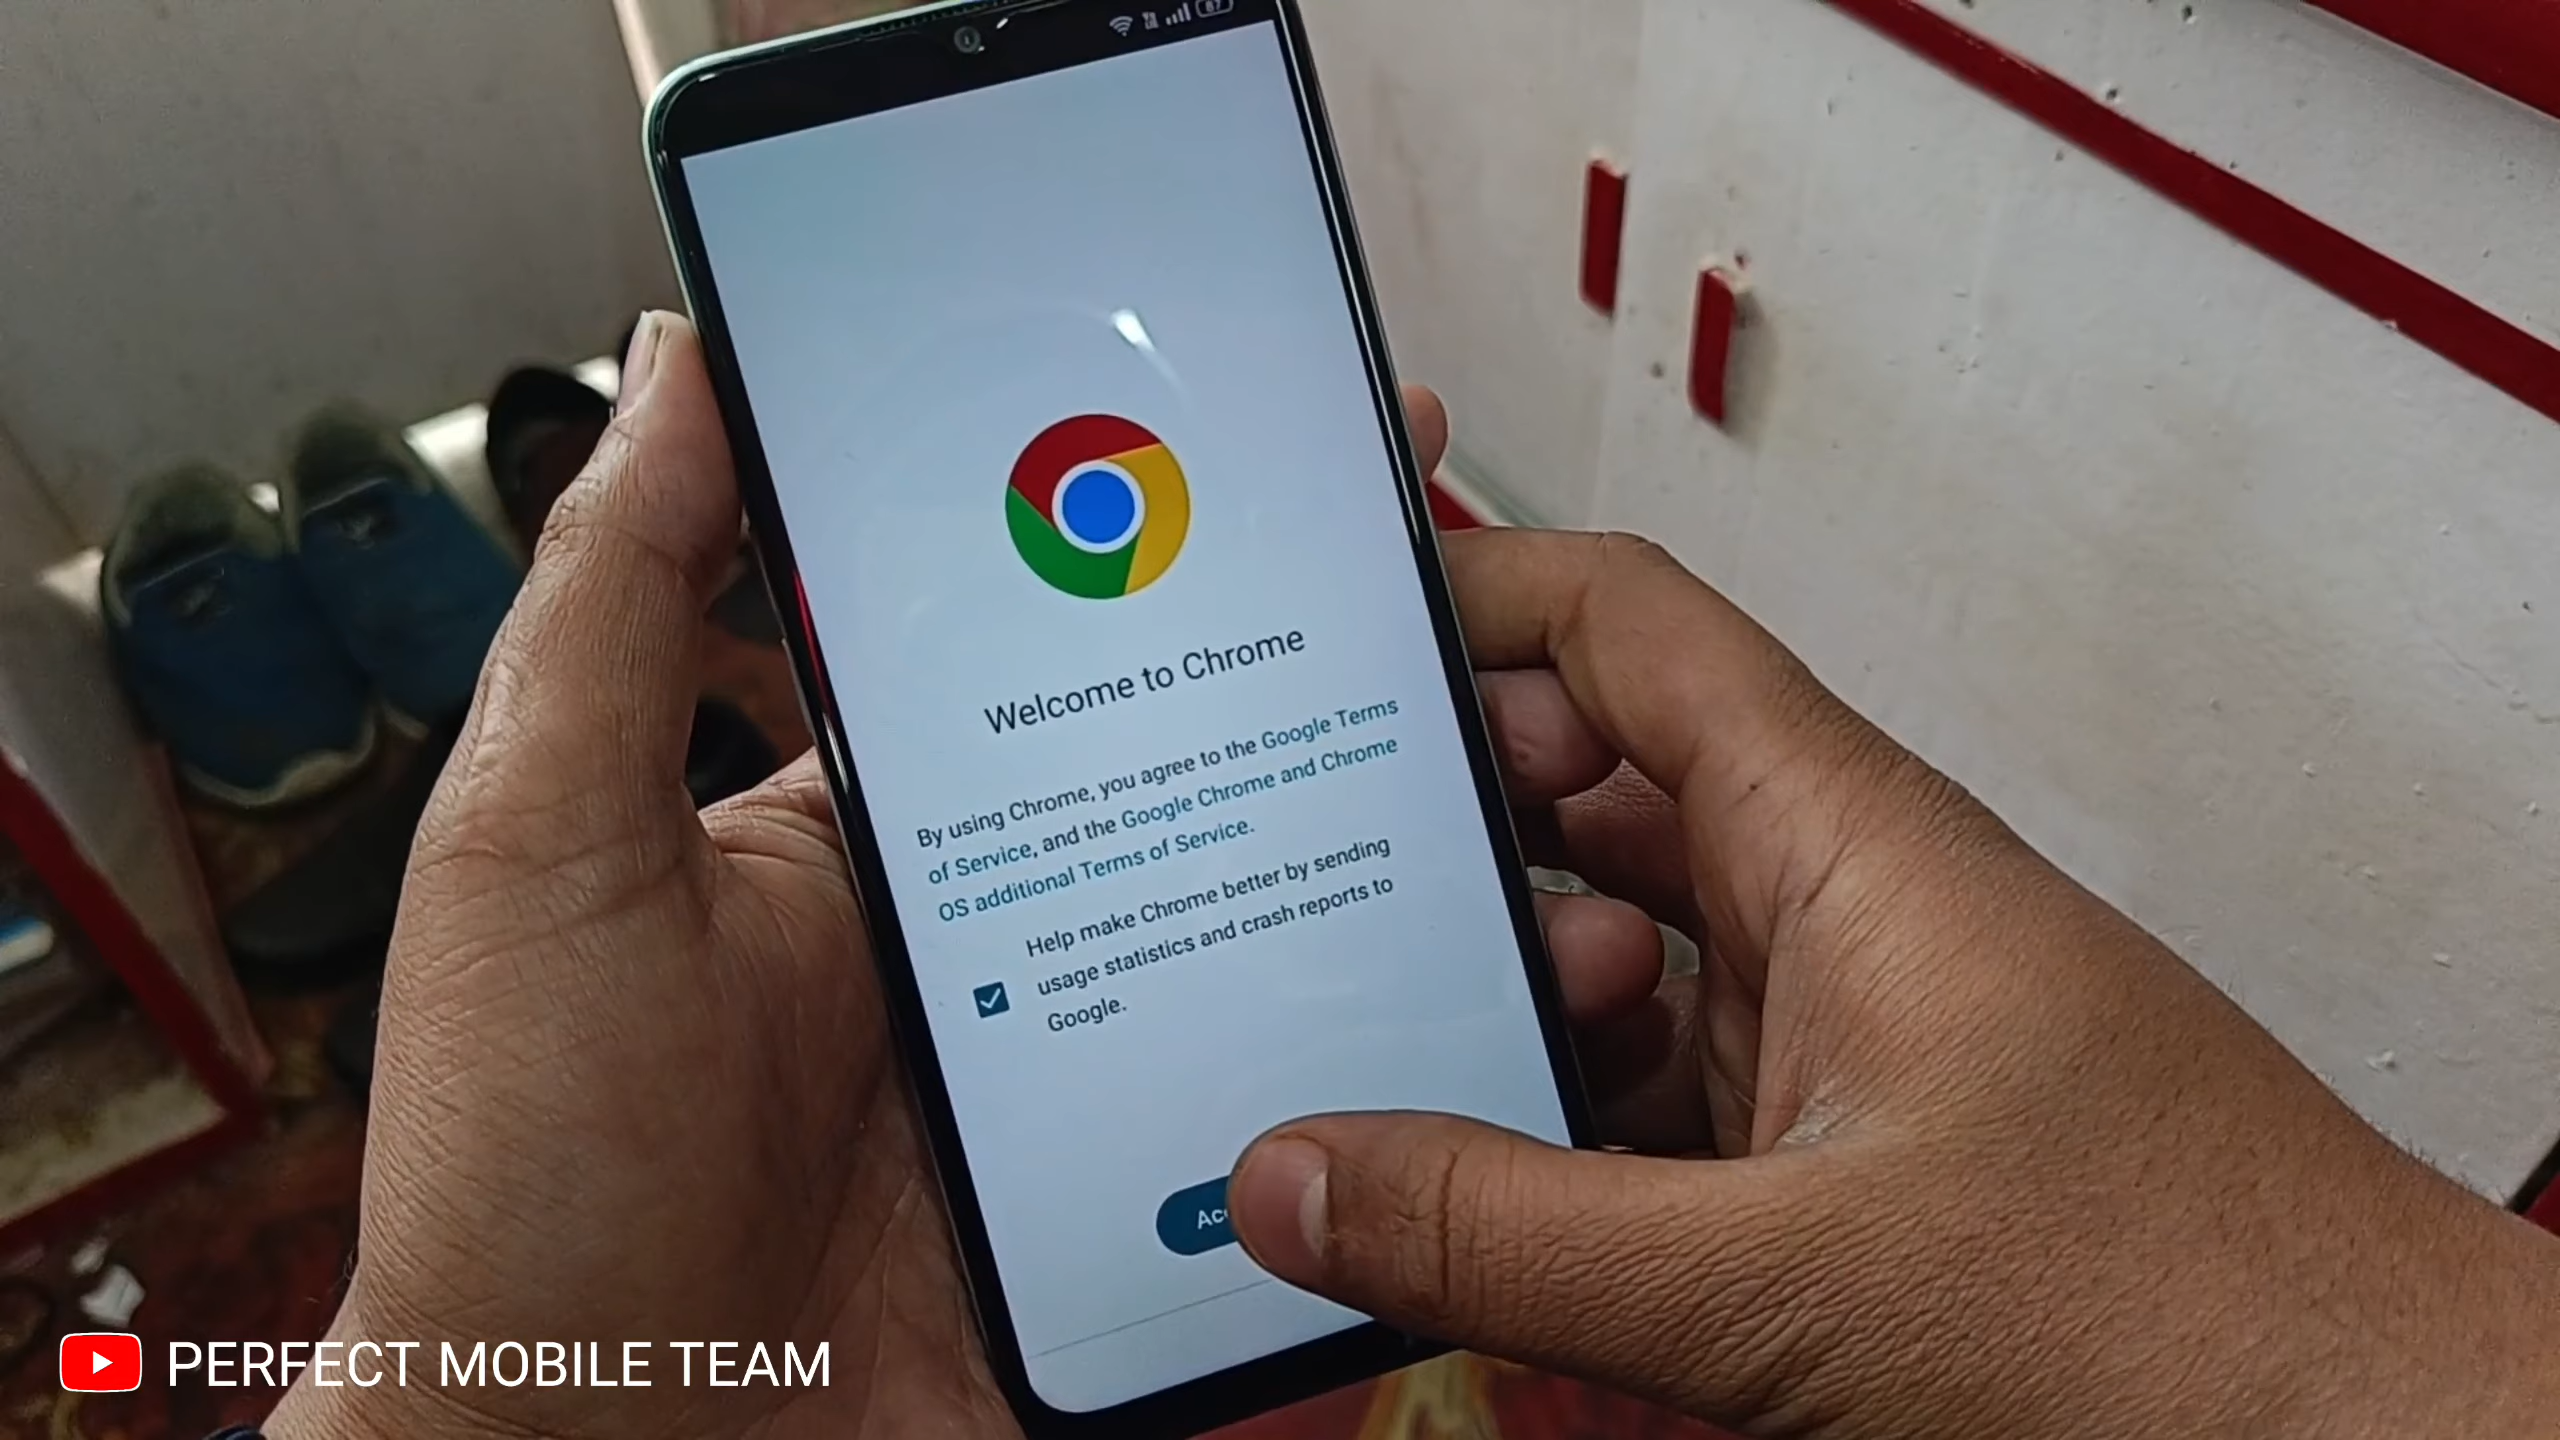 87
Welcome to Chrome
By using Chrome, you agree to the Google Terms
of Service, and the Google Chrome and Chrome
OS additional Terms of Service.
Help make Chrome better by sending
usage statistics and crash reports to
Google.
PERFECT MOBILE TEAM